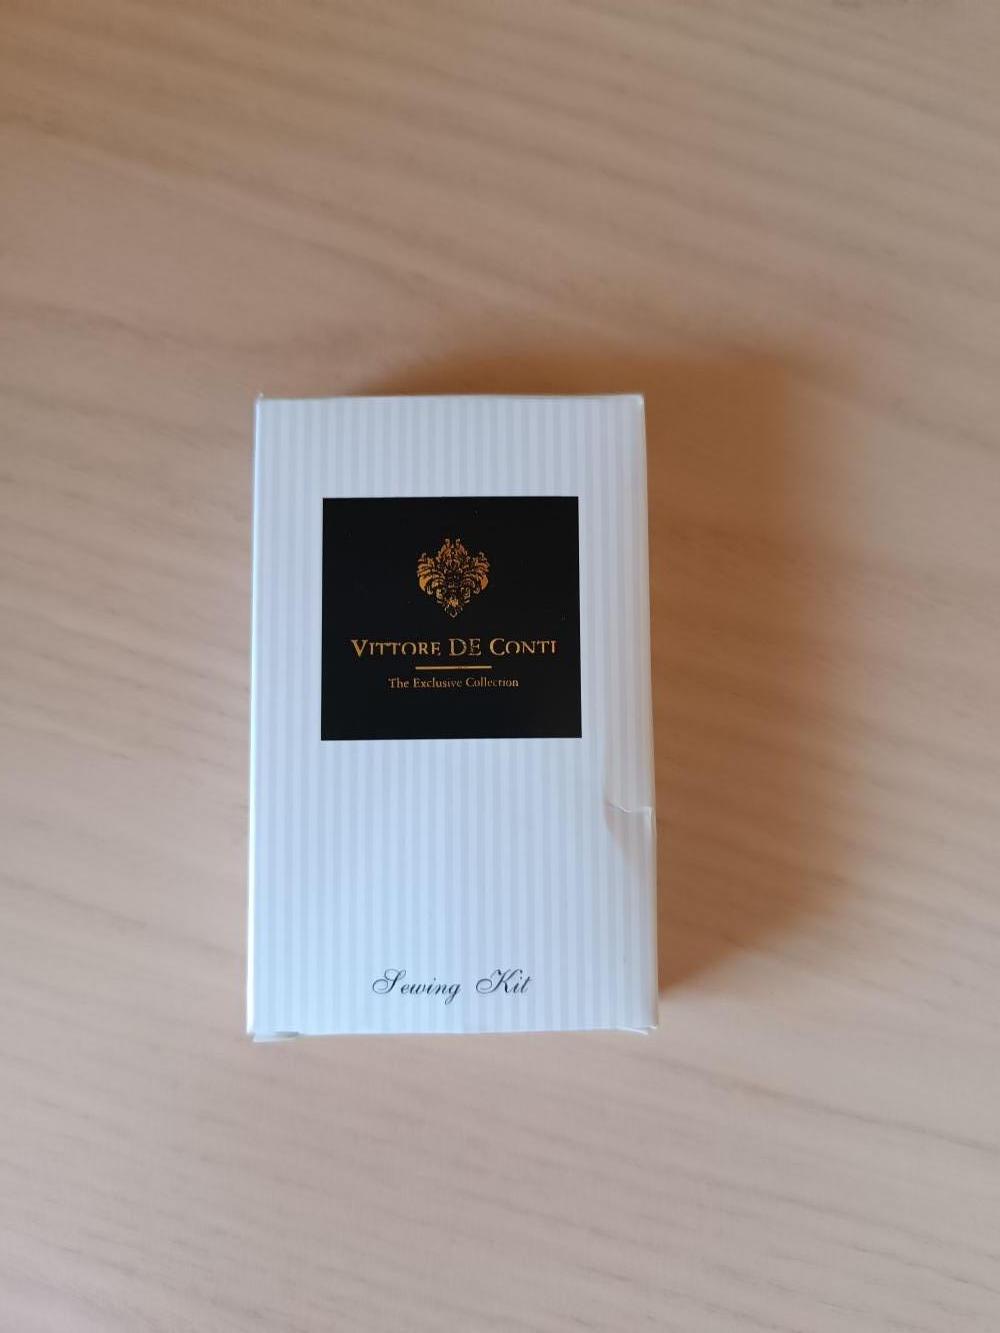 VITTORE DE CONTI
The Exclusive Collection
Sewing Kit